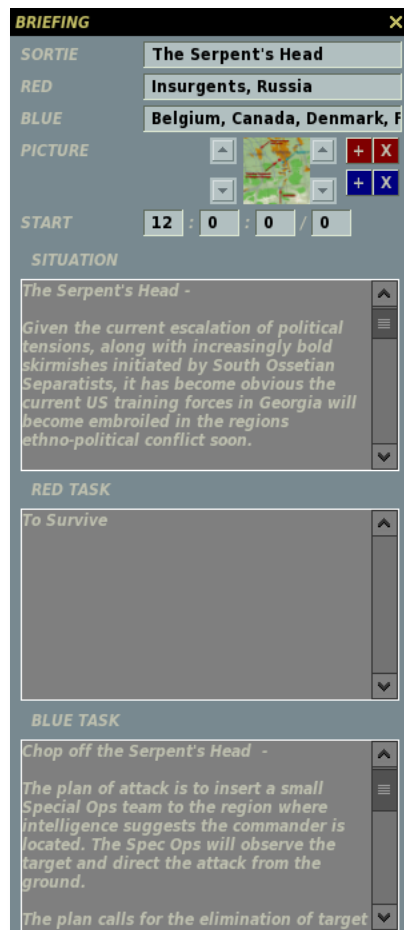 BRIEFING
SORTIE The Serpent's Head
RED Insurgents, Russia
BLUE Belgium, Canada, Denmark, F
PICTURE + X
+ X
START 12 : 0 : 0 / 0
SITUATION
The Serpent's Head -
Given the current escalation of political
tensions, along with increasingly bold
skirmishes initiated by South Ossetian
Separatists, it has become obvious the
current US training forces in Georgia will
become embroiled in the regions
ethno-political conflict soon.
RED TASK
To Survive
BLUE TASK
Chop off the Serpent's Head -
The plan of attack is to insert a small
Special Ops team to the region where
intelligence suggests the commander is
located. The Spec Ops will observe the
target and direct the attack from the
ground.
The plan calls for the elimination of target